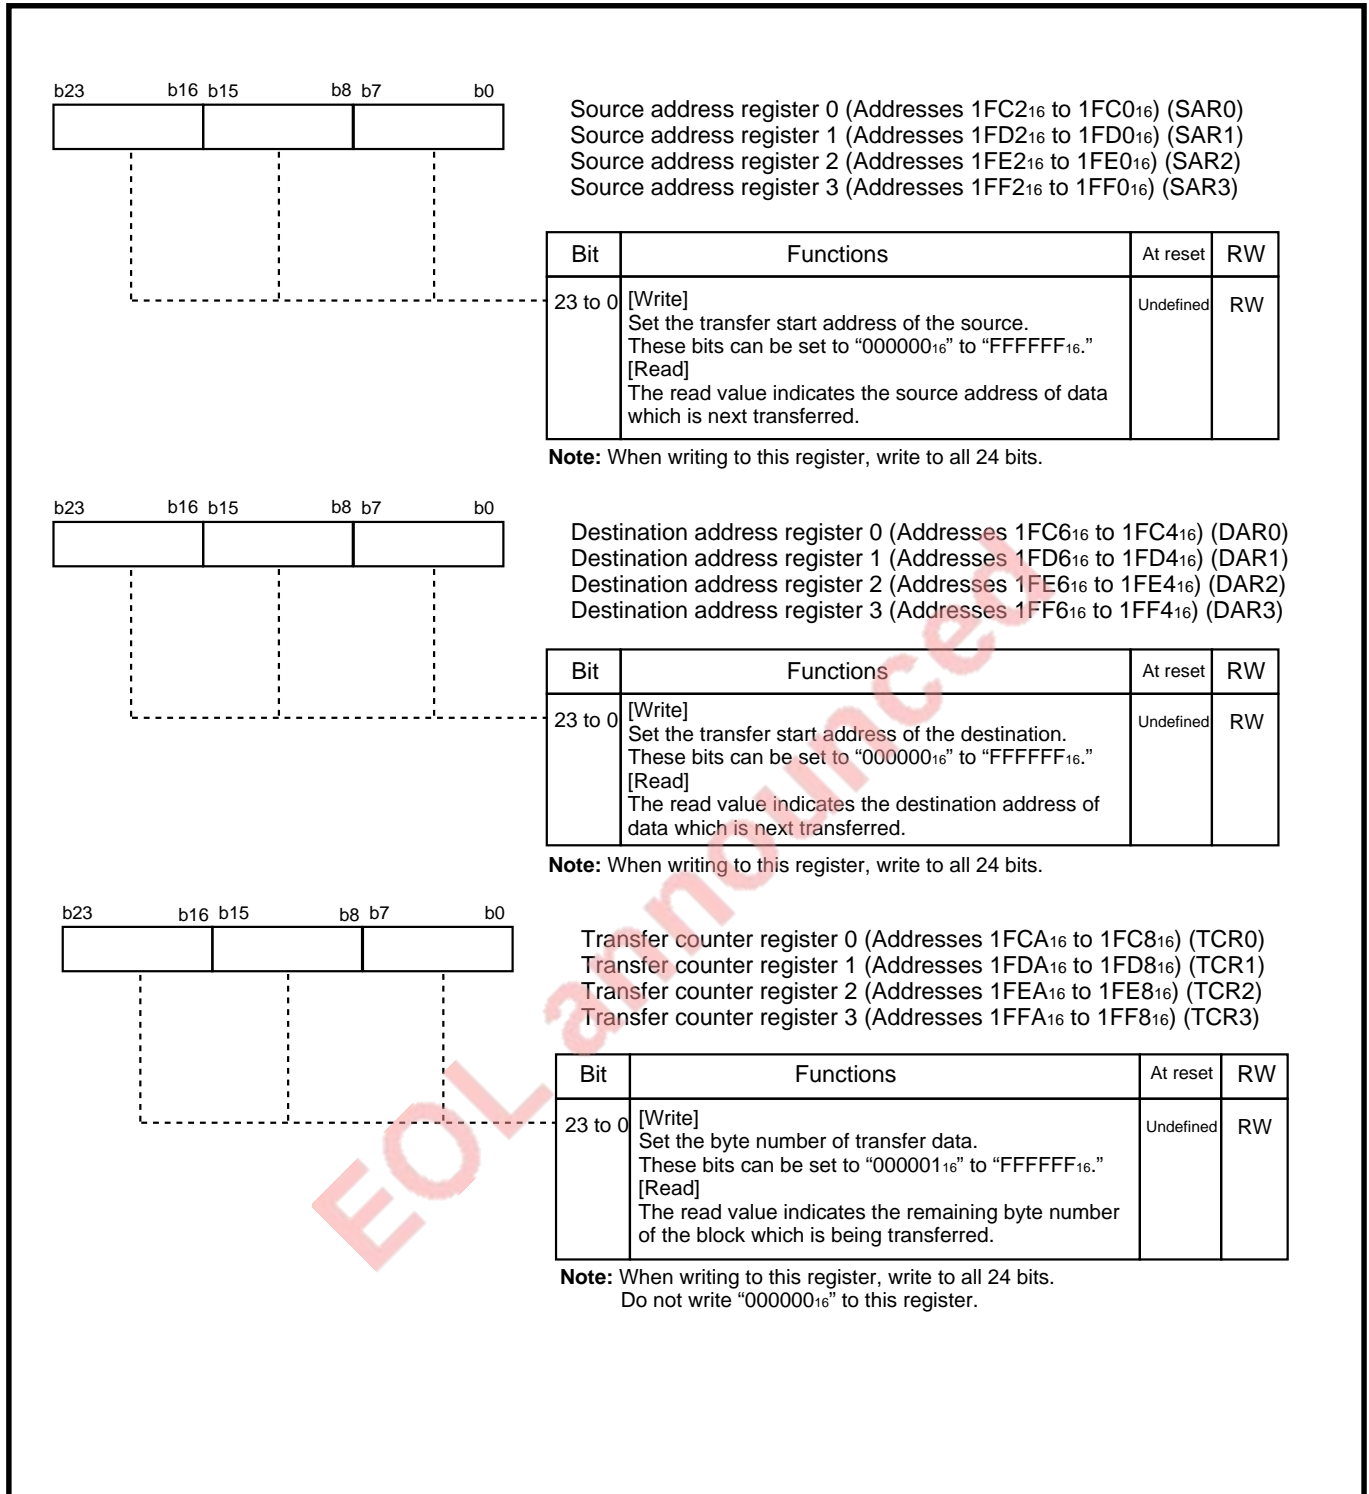 b23 b16 b15 b8 b7 b0
Source address register 0 (Addresses 1FC2₁₆ to 1FC0₁₆) (SAR0)
Source address register 1 (Addresses 1FD2₁₆ to 1FD0₁₆) (SAR1)
Source address register 2 (Addresses 1FE2₁₆ to 1FE0₁₆) (SAR2)
Source address register 3 (Addresses 1FF2₁₆ to 1FF0₁₆) (SAR3)
Bit Functions At reset RW
23 to 0 [Write] Undefined RW
Set the transfer start address of the source.
These bits can be set to “000000₁₆” to “FFFFFF₁₆.”
[Read]
The read value indicates the source address of data
which is next transferred.
Note: When writing to this register, write to all 24 bits.
b23 b16 b15 b8 b7 b0
Destination address register 0 (Addresses 1FC6₁₆ to 1FC4₁₆) (DAR0)
Destination address register 1 (Addresses 1FD6₁₆ to 1FD4₁₆) (DAR1)
Destination address register 2 (Addresses 1FE6₁₆ to 1FE4₁₆) (DAR2)
Destination address register 3 (Addresses 1FF6₁₆ to 1FF4₁₆) (DAR3)
Bit Functions At reset RW
23 to 0 [Write] Undefined RW
Set the transfer start address of the destination.
These bits can be set to “000000₁₆” to “FFFFFF₁₆.”
[Read]
The read value indicates the destination address of
data which is next transferred.
Note: When writing to this register, write to all 24 bits.
b23 b16 b15 b8 b7 b0
Transfer counter register 0 (Addresses 1FCA₁₆ to 1FC8₁₆) (TCR0)
Transfer counter register 1 (Addresses 1FDA₁₆ to 1FD8₁₆) (TCR1)
Transfer counter register 2 (Addresses 1FEA₁₆ to 1FE8₁₆) (TCR2)
Transfer counter register 3 (Addresses 1FFA₁₆ to 1FF8₁₆) (TCR3)
Bit Functions At reset RW
23 to 0 [Write] Undefined RW
Set the byte number of transfer data.
These bits can be set to “000001₁₆” to “FFFFFF₁₆.”
[Read]
The read value indicates the remaining byte number
of the block which is being transferred.
Note: When writing to this register, write to all 24 bits.
Do not write “000000₁₆” to this register.
EOL announced